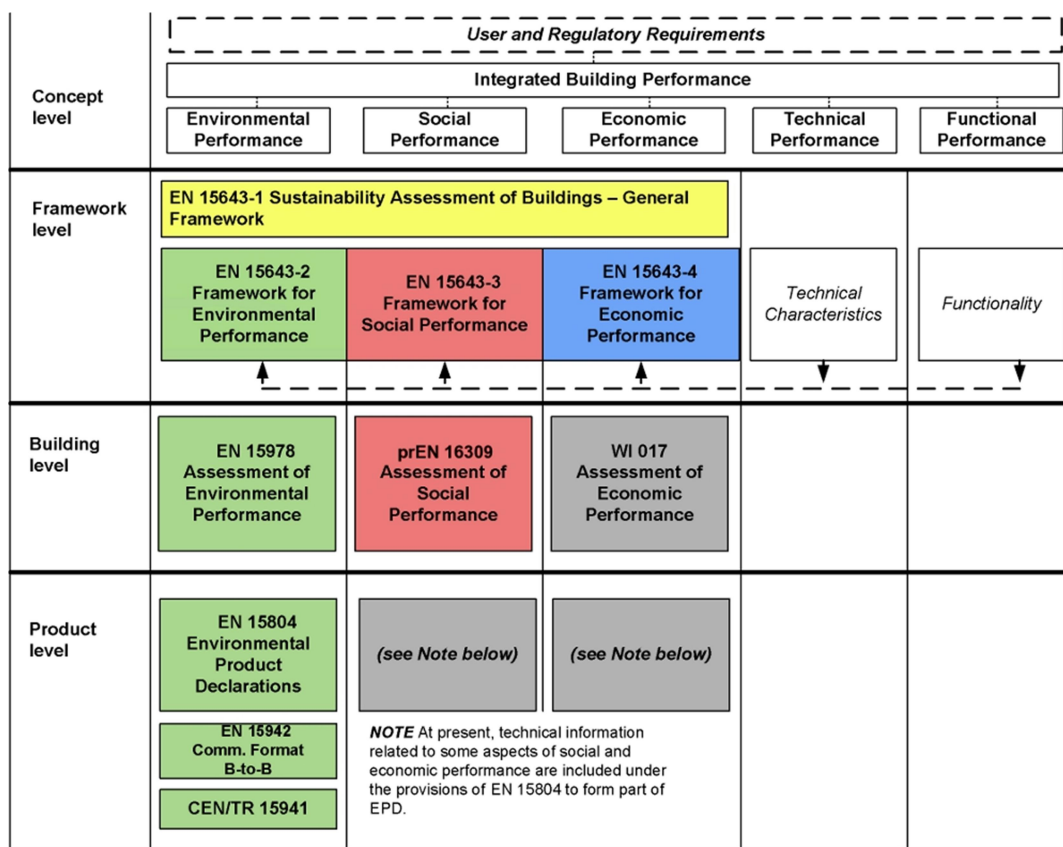 User and Regulatory Requirements
Integrated Building Performance
Concept
level
Environmental
Performance
Social
Performance
Economic
Performance
Technical
Performance
Functional
Performance
Framework
level
EN 15643-1 Sustainability Assessment of Buildings – General
Framework
EN 15643-2
Framework for
Environmental
Performance
EN 15643-3
Framework for
Social Performance
EN 15643-4
Framework for
Economic
Performance
Technical
Characteristics
Functionality
Building
level
EN 15978
Assessment of
Environmental
Performance
prEN 16309
Assessment of
Social
Performance
WI 017
Assessment of
Economic
Performance
Product
level
EN 15804
Environmental
Product
Declarations
(see Note below)
(see Note below)
EN 15942
Comm. Format
B-to-B
CEN/TR 15941
NOTE At present, technical information
related to some aspects of social and
economic performance are included under
the provisions of EN 15804 to form part of
EPD.